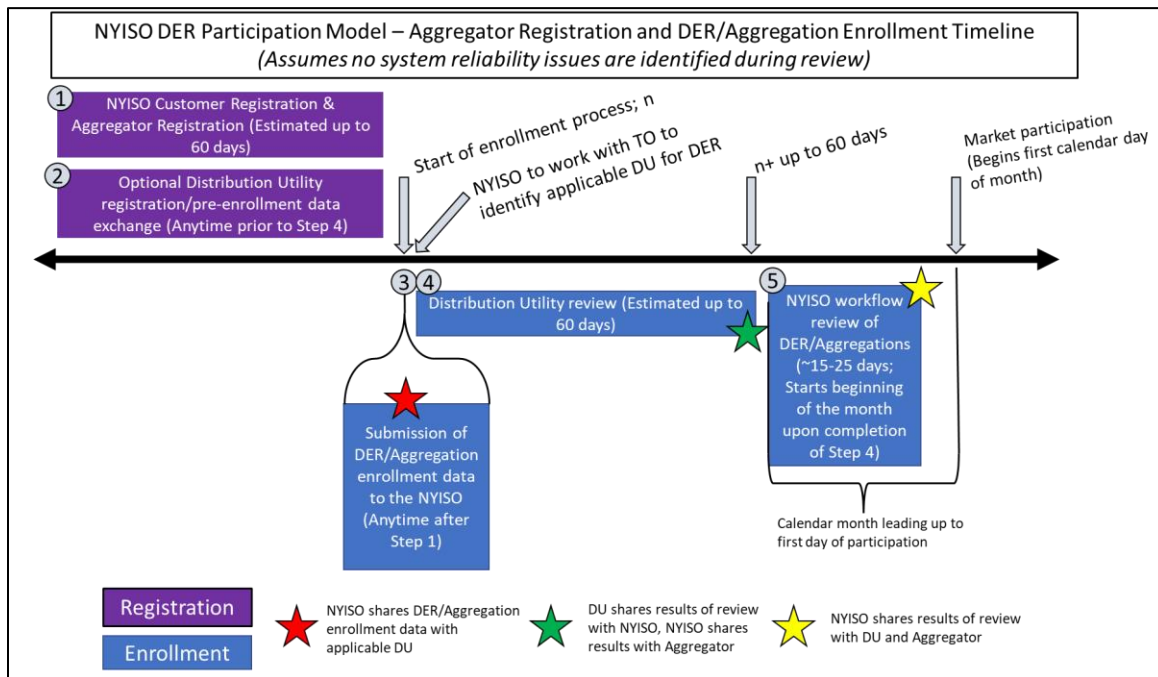 NYISO DER Participation Model – Aggregator Registration and DER/Aggregation Enrollment Timeline
(Assumes no system reliability issues are identified during review)
1
NYISO Customer Registration &
Aggregator Registration (Estimated up to
60 days)
2
Optional Distribution Utility
registration/pre-enrollment data
exchange (Anytime prior to Step 4)
Start of enrollment process; n
NYISO to work with TO to
identify applicable DU for DER
n+ up to 60 days
Market participation
(Begins first calendar day
of month)
3
4
Distribution Utility review (Estimated up to
60 days)
5
NYISO workflow
review of
DER/Aggregations
(~15-25 days;
Starts beginning
of the month
upon completion
of Step 4)
Submission of
DER/Aggregation
enrollment data
to the NYISO
(Anytime after
Step 1)
Calendar month leading up to
first day of participation
Registration
Enrollment
NYISO shares DER/Aggregation
enrollment data with
applicable DU
DU shares results of review
with NYISO, NYISO shares
results with Aggregator
NYISO shares results of review
with DU and Aggregator